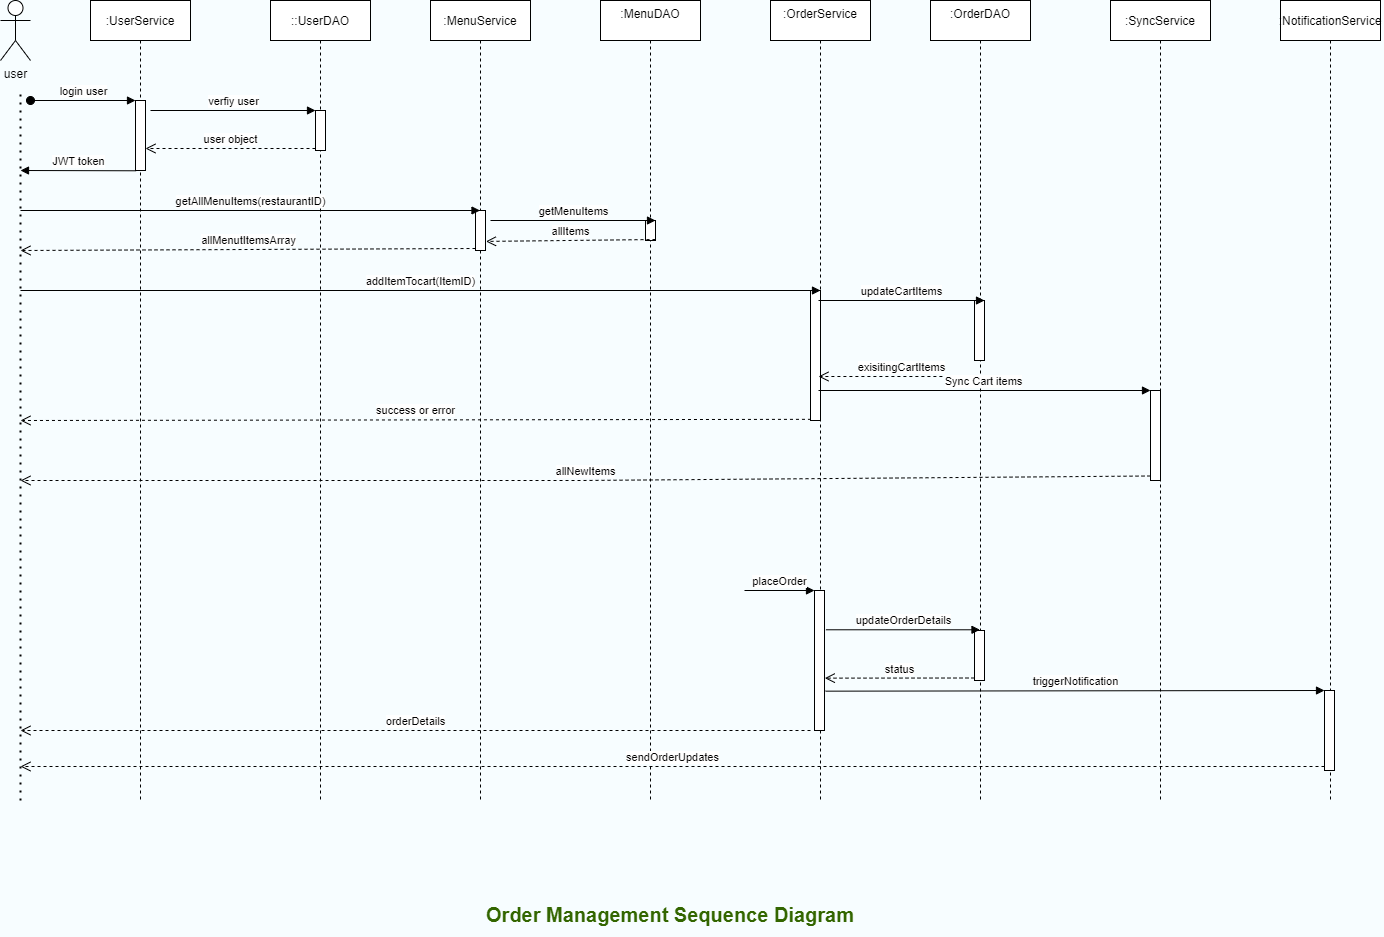 :UserService
::UserDAO
:MenuService
:MenuDAO
:OrderService
:OrderDAO
:SyncService
NotificationService
user
login user
verfiy user
user object
JWT token
getAllMenuItems(restaurantID)
getMenuItems
allItems
allMenutItemsArray
addItemTocart(ItemID)
updateCartItems
exisitingCartItems
Sync Cart items
success or error
allNewItems
placeOrder
updateOrderDetails
status
triggerNotification
orderDetails
sendOrderUpdates
Order Management Sequence Diagram